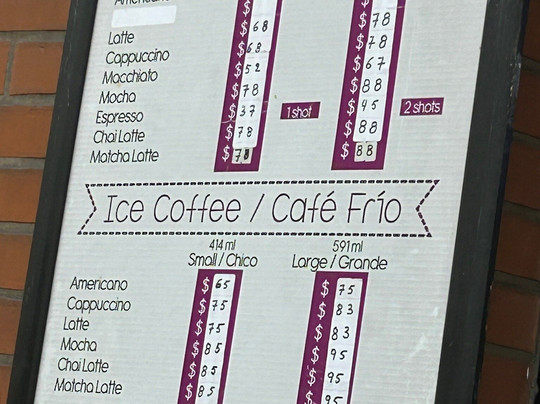 $ $
Latte $ 68 $ 78
Cappuccino $ 68 $ 78
Macchiato $ 52 $ 67
Mocha $ 78 $ 88
Espresso $ 37 1 shot $ 45 2 shots
Chai Latte $ 78 $ 88
Matcha Latte $ 78 $ 88
Ice Coffee / Café Frío
414 ml 591 ml
Small / Chico Large / Grande
Americano $ 65 $ 75
Cappuccino $ 75 $ 83
Latte $ 75 $ 83
Mocha $ 85 $ 95
Chai Latte $ 85 $ 95
Matcha Latte $ 85 $ 95